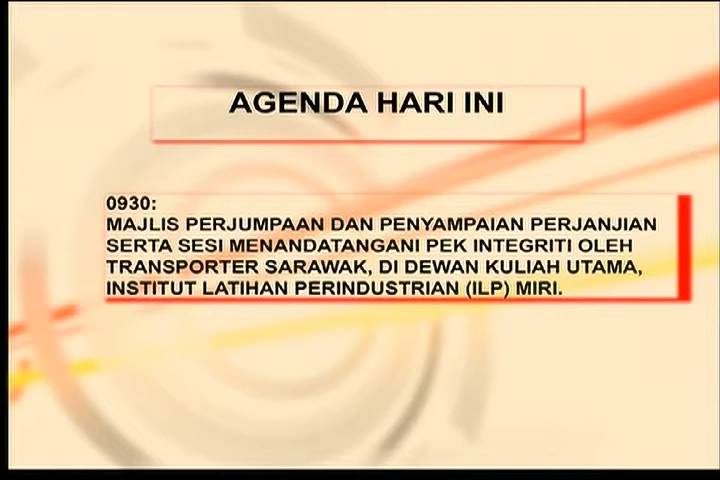 AGENDA HARI INI
0930:
MAJLIS PERJUMPAAN DAN PENYAMPAIAN PERJANJIAN
SERTA SESI MENANDATANGANI PEK INTEGRITI OLEH
TRANSPORTER SARAWAK, DI DEWAN KULIAH UTAMA,
INSTITUT LATIHAN PERINDUSTRIAN (ILP) MIRI.